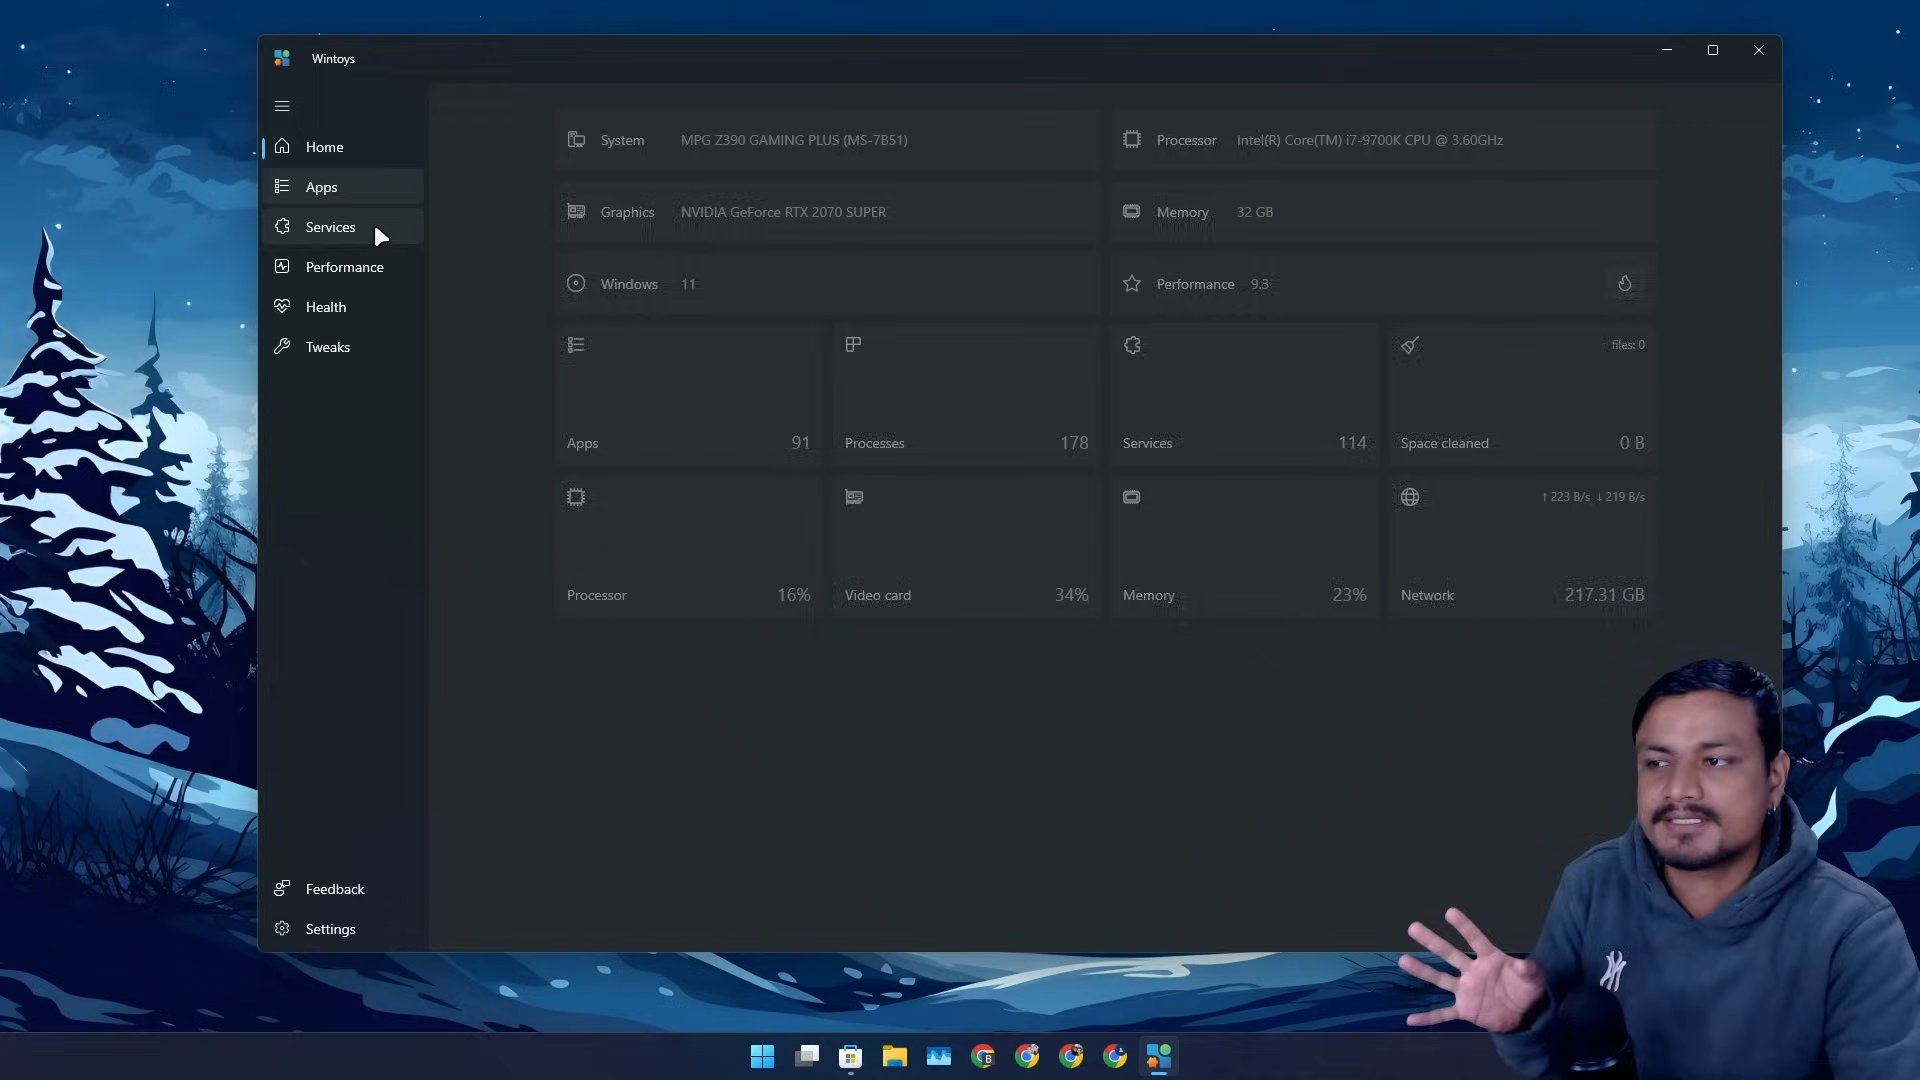 Wintoys
Home
Apps
Services
Performance
Health
Tweaks
Feedback
Settings
System MPG Z390 GAMING PLUS (MS-7B51)
Processor Intel(R) Core(TM) i7-9700K CPU @ 3.60GHz
Graphics NVIDIA GeForce RTX 2070 SUPER
Memory 32 GB
Windows 11
Performance 9.3
Apps 91
Processes 178
Services 114
files: 0
Space cleaned 0 B
Processor 16%
Video card 34%
Memory 23%
↑ 223 B/s ↓ 219 B/s
Network 217.31 GB
B